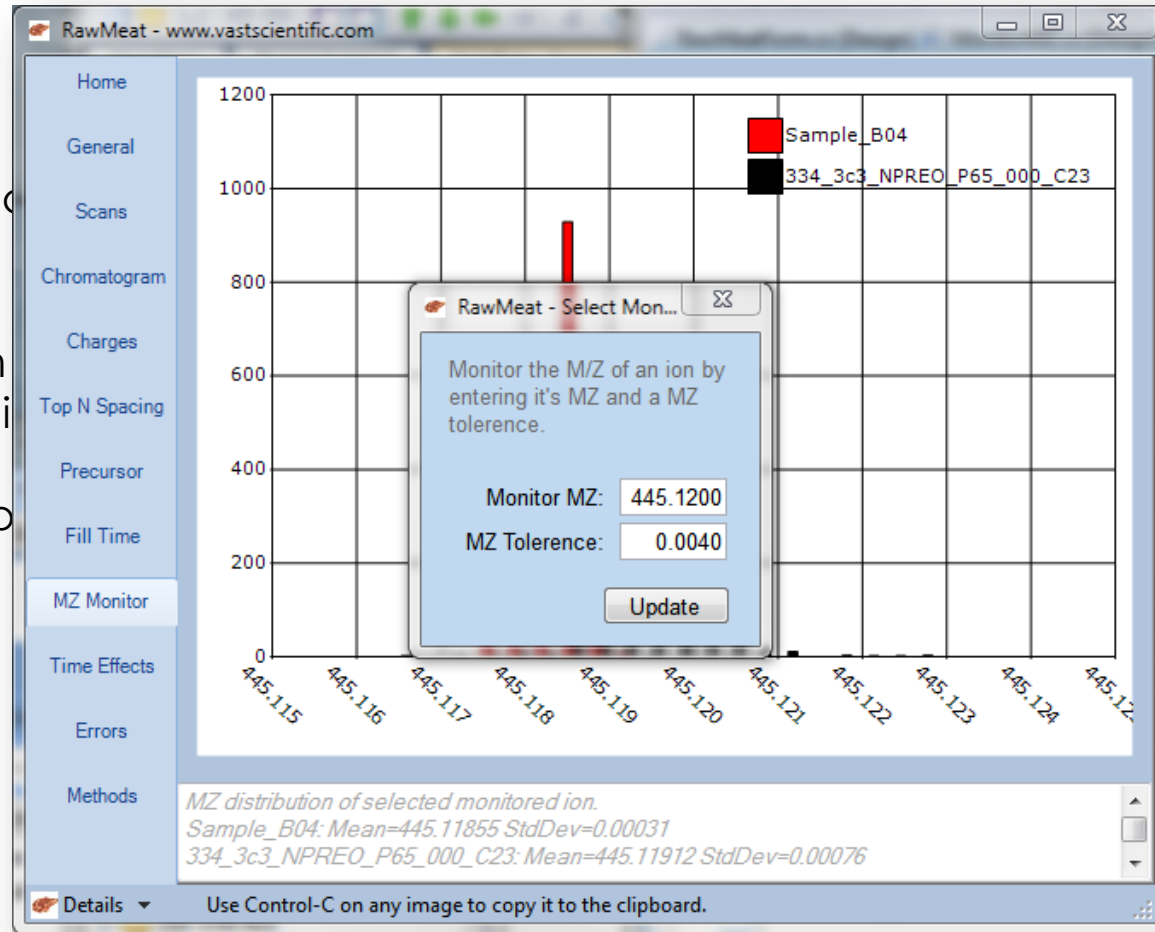 RawMeat - www.vastscientific.com
Home
General
Scans
Chromatogram
Charges
Top N Spacing
Precursor
Fill Time
MZ Monitor
Time Effects
Errors
Methods
1200
1000
800
600
400
200
0
445.115
445.116
445.117
445.118
445.119
445.120
445.121
445.122
445.123
445.124
Sample_B04
334_3c3_NPREO_P65_000_C23
RawMeat - Select Mon...
Monitor the M/Z of an ion by
entering it's MZ and a MZ
tolerence.
Monitor MZ: 445.1200
MZ Tolerence: 0.0040
Update
MZ distribution of selected monitored ion.
Sample_B04: Mean=445.11855 StdDev=0.00031
334_3c3_NPREO_P65_000_C23: Mean=445.11912 StdDev=0.00076
Details
Use Control-C on any image to copy it to the clipboard.